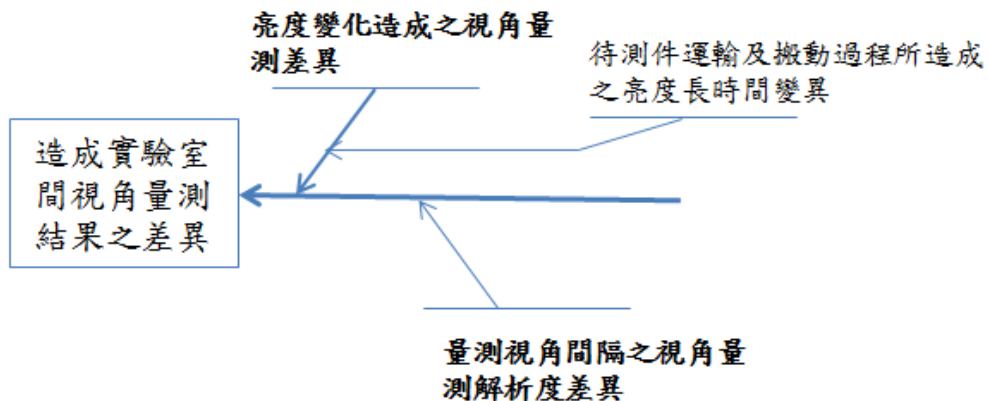 亮度變化造成之視角量
測差異
待測件運輸及搬動過程所造成
之亮度長時間變異
造成實驗室
間視角量測
結果之差異
量測視角間隔之視角量
測解析度差異